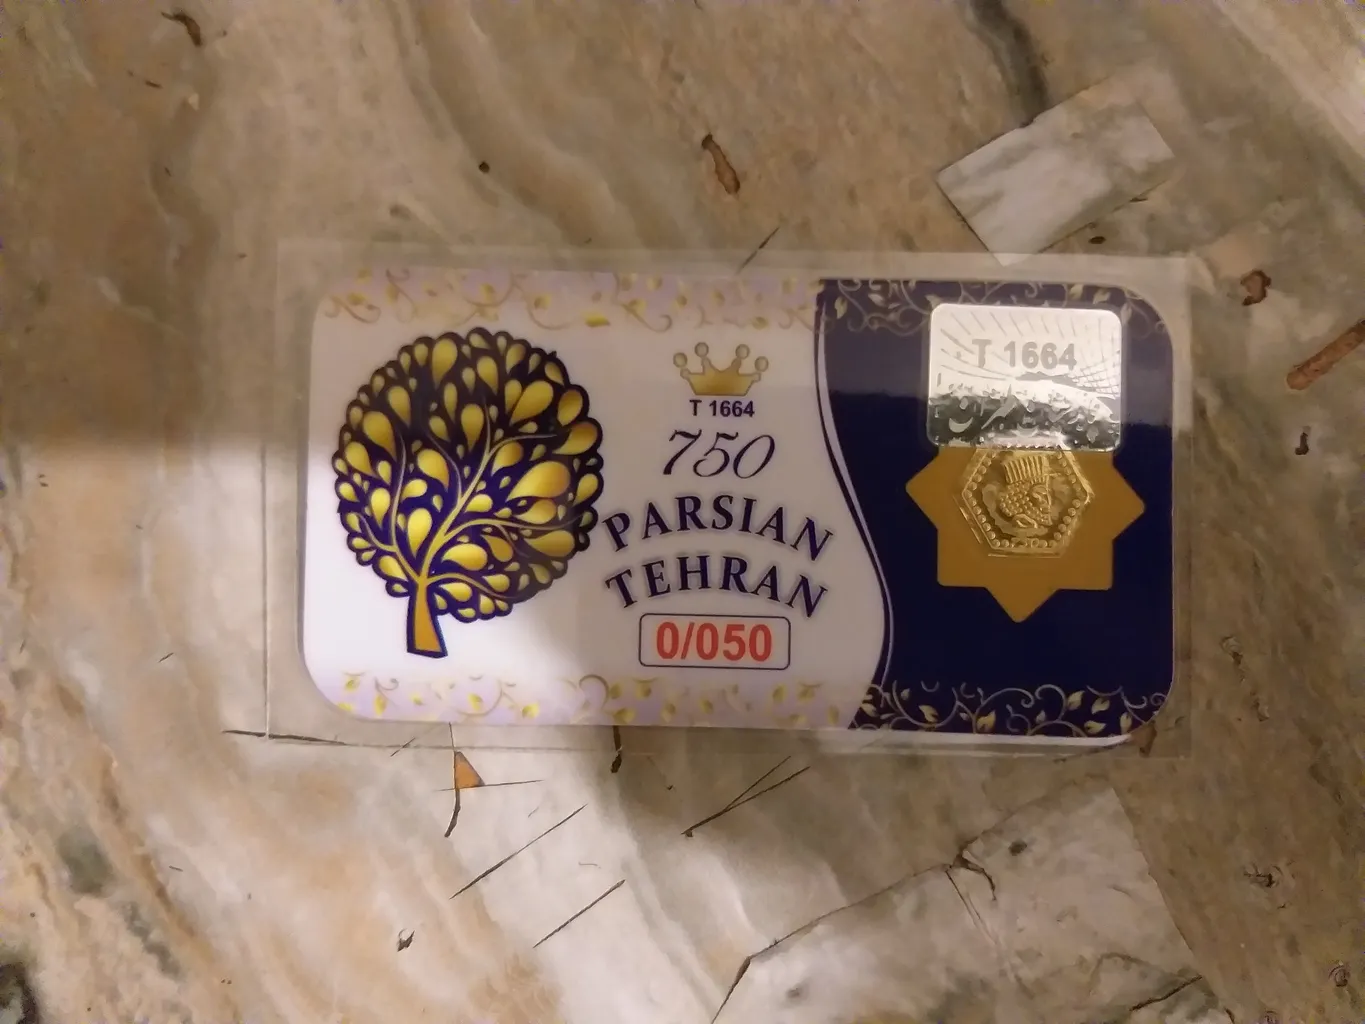 T 1664
750
PARSIAN
TEHRAN
0/050
T 1664